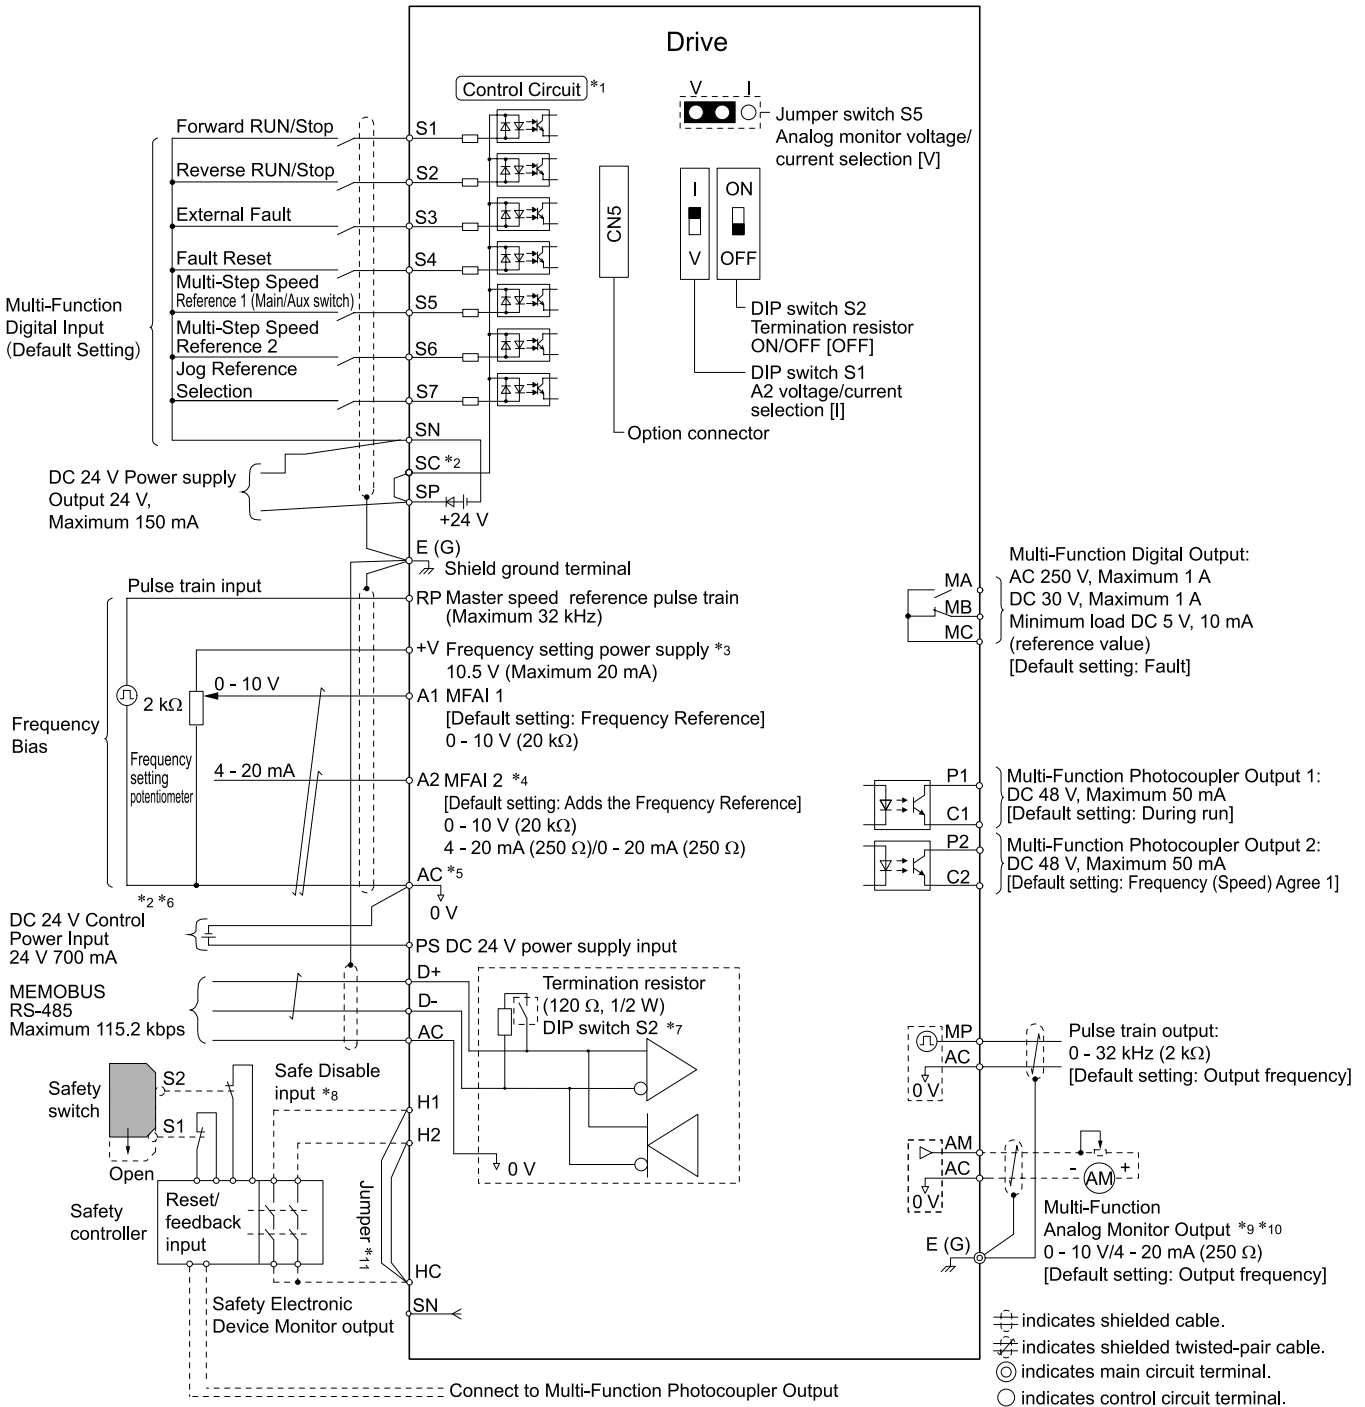 Drive
Control Circuit *1
V I
Jumper switch S5
Analog monitor voltage/
current selection [V]
Forward RUN/Stop
S1
Reverse RUN/Stop
S2
External Fault
S3
Fault Reset
S4
Multi-Step Speed
Reference 1 (Main/Aux switch)
S5
Multi-Step Speed
Reference 2
S6
Jog Reference
Selection
S7
Multi-Function
Digital Input
(Default Setting)
CN5
I
V
ON
OFF
DIP switch S2
Termination resistor
ON/OFF [OFF]
DIP switch S1
A2 voltage/current
selection [I]
Option connector
SN
SC *2
SP
+24 V
DC 24 V Power supply
Output 24 V,
Maximum 150 mA
E (G)
Shield ground terminal
Pulse train input
RP Master speed reference pulse train
(Maximum 32 kHz)
+V Frequency setting power supply *3
10.5 V (Maximum 20 mA)
0 - 10 V
2 kΩ
A1 MFAI 1
[Default setting: Frequency Reference]
0 - 10 V (20 kΩ)
Frequency
Bias
Frequency
setting
potentiometer
4 - 20 mA
A2 MFAI 2 *4
[Default setting: Adds the Frequency Reference]
0 - 10 V (20 kΩ)
4 - 20 mA (250 Ω)/0 - 20 mA (250 Ω)
AC *5
0 V
*2 *6
DC 24 V Control
Power Input
24 V 700 mA
PS DC 24 V power supply input
MEMOBUS
RS-485
Maximum 115.2 kbps
D+
D-
AC
Termination resistor
(120 Ω, 1/2 W)
DIP switch S2 *7
0 V
Safety
switch
S2
S1
Open
Safe Disable
input *8
H1
H2
Jumper *11
Safety
controller
Reset/
feedback
input
HC
SN
Safety Electronic
Device Monitor output
Connect to Multi-Function Photocoupler Output
MA
MB
MC
Multi-Function Digital Output:
AC 250 V, Maximum 1 A
DC 30 V, Maximum 1 A
Minimum load DC 5 V, 10 mA
(reference value)
[Default setting: Fault]
P1
C1
Multi-Function Photocoupler Output 1:
DC 48 V, Maximum 50 mA
[Default setting: During run]
P2
C2
Multi-Function Photocoupler Output 2:
DC 48 V, Maximum 50 mA
[Default setting: Frequency (Speed) Agree 1]
MP
AC
0 V
Pulse train output:
0 - 32 kHz (2 kΩ)
[Default setting: Output frequency]
AM
AC
0 V
- AM +
E (G)
Multi-Function
Analog Monitor Output *9 *10
0 - 10 V/4 - 20 mA (250 Ω)
[Default setting: Output frequency]
indicates shielded cable.
indicates shielded twisted-pair cable.
indicates main circuit terminal.
indicates control circuit terminal.